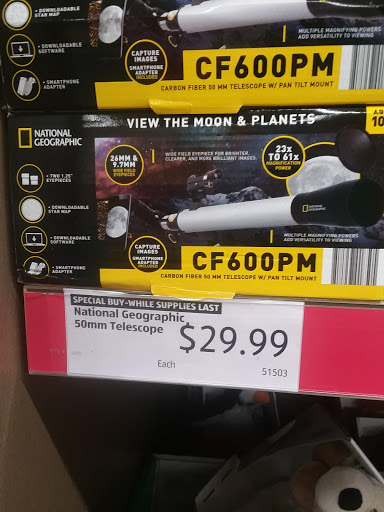 • DOWNLOADABLE
STAR MAP
• DOWNLOADABLE
SOFTWARE
• SMARTPHONE
ADAPTER
CAPTURE
IMAGES
SMARTPHONE
ADAPTER
INCLUDED
MULTIPLE MAGNIFYING POWERS
ADD VERSATILITY TO VIEWING
CF600PM
CARBON FIBER 50 MM TELESCOPE W/ PAN TILT MOUNT
10
VIEW THE MOON & PLANETS
NATIONAL
GEOGRAPHIC
26MM &
9.7MM
WIDE FIELD
EYEPIECES
WIDE FIELD EYEPIECE FOR BRIGHTER,
CLEARER, AND MORE BRILLIANT IMAGES.
23x
TO 61x
MAGNIFICATION
POWER
• TWO 1.25"
EYEPIECES
• DOWNLOADABLE
STAR MAP
• DOWNLOADABLE
SOFTWARE
• SMARTPHONE
ADAPTER
NATIONAL
GEOGRAPHIC
CAPTURE
IMAGES
SMARTPHONE
ADAPTER
INCLUDED
MULTIPLE MAGNIFYING POWERS
ADD VERSATILITY TO VIEWING
CF600PM
CARBON FIBER 50 MM TELESCOPE W/ PAN TILT MOUNT
SPECIAL BUY-WHILE SUPPLIES LAST
National Geographic
50mm Telescope
$29.99
Each
51503